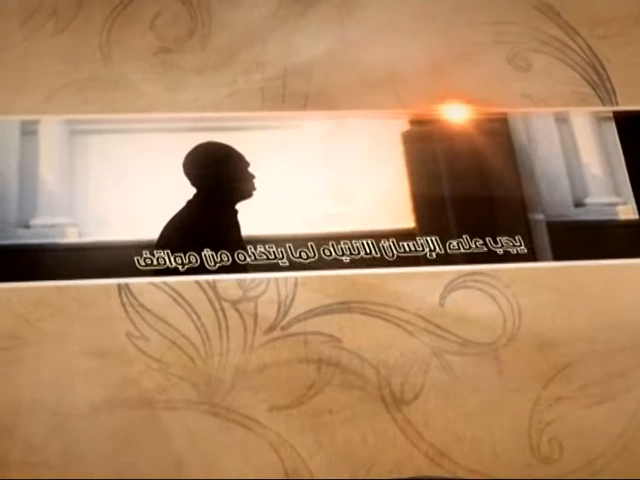 يجب على الإنسان الانتباه لما يتخذه من مواقف